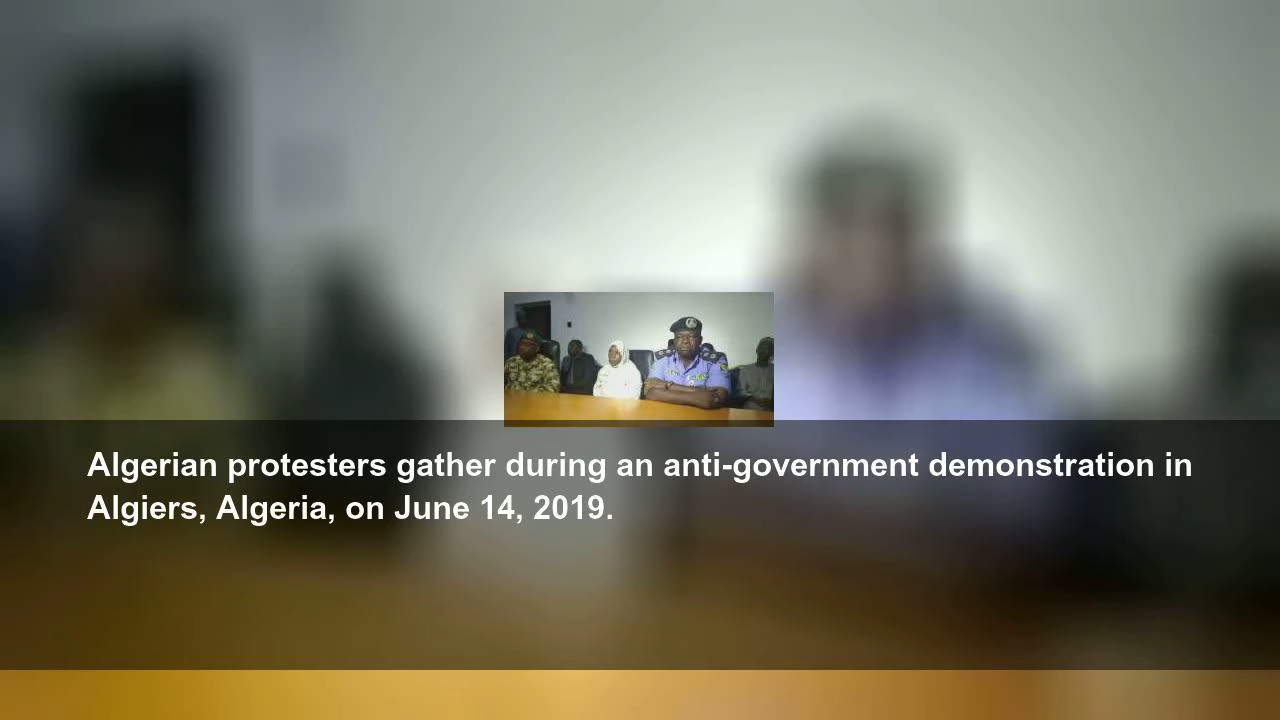 Algerian protesters gather during an anti-government demonstration in
Algiers, Algeria, on June 14, 2019.